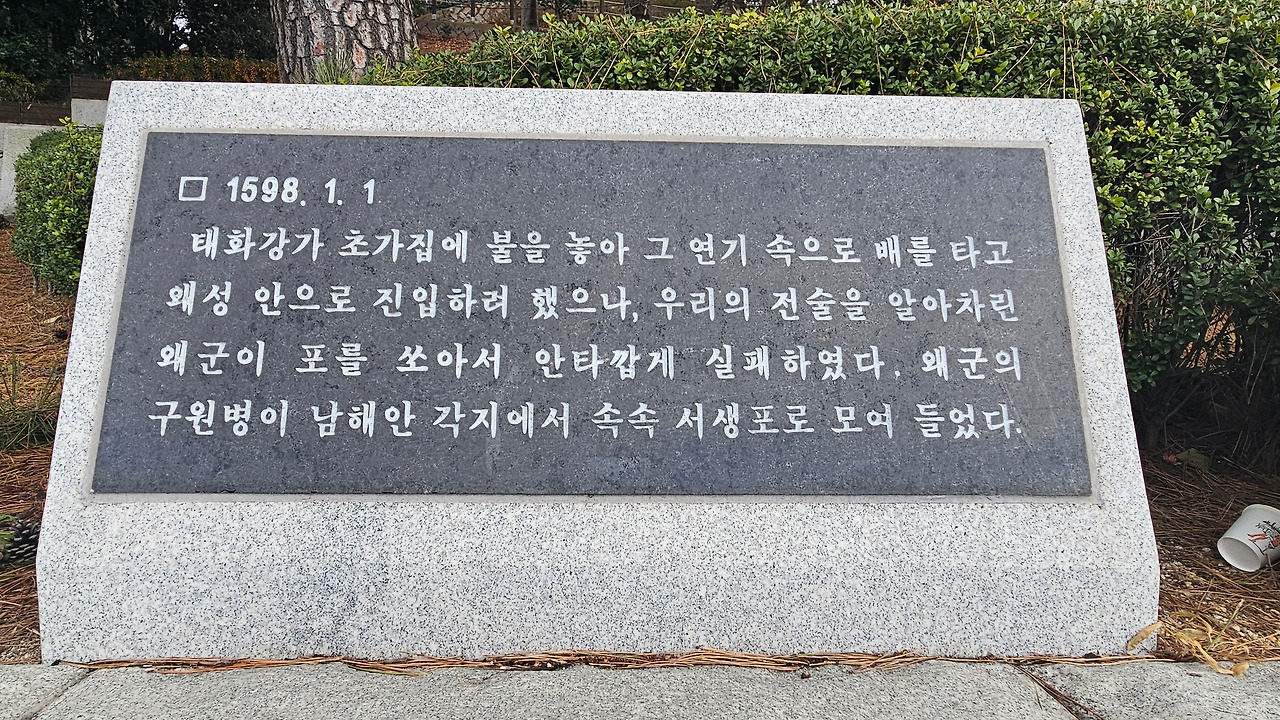 □ 1598. 1. 1
태화강가 초가집에 불을 놓아 그 연기 속으로 배를 타고
왜성 안으로 진입하려 했으나, 우리의 전술을 알아차린
왜군이 포를 쏘아서 안타깝게 실패하였다. 왜군의
구원병이 남해안 각지에서 속속 서생포로 모여 들었다.